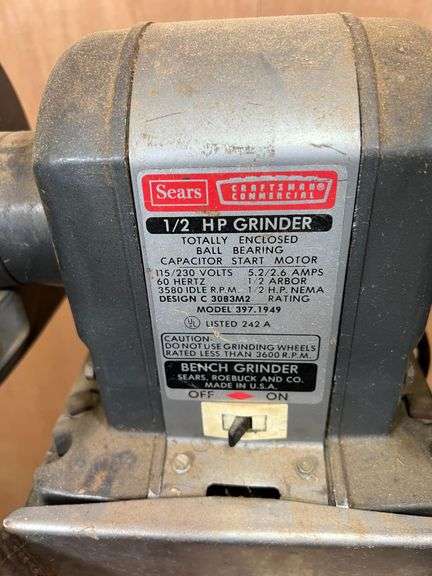 Sears
CRAFTSMAN®
COMMERCIAL
1/2 HP GRINDER
TOTALLY ENCLOSED
BALL BEARING
CAPACITOR START MOTOR
115/230 VOLTS 5.2/2.6 AMPS
60 HERTZ 1/2 ARBOR
3580 IDLE R.P.M. 1/2 H.P. NEMA
DESIGN C 3083M2 RATING
MODEL 397.1949
UL LISTED 242 A
CAUTION:
DO NOT USE GRINDING WHEELS
RATED LESS THAN 3600 R.P.M.
BENCH GRINDER
SEARS, ROEBUCK AND CO.
MADE IN U.S.A.
OFF ON